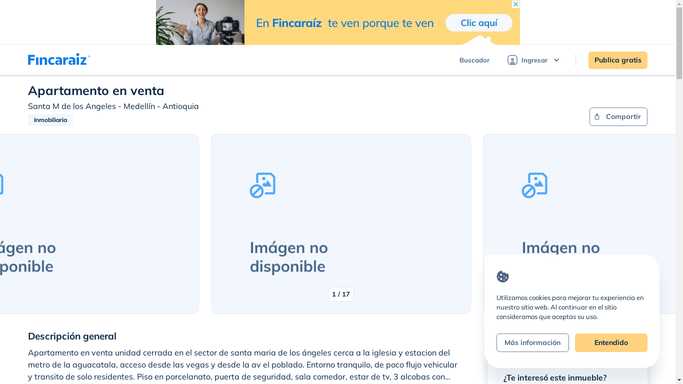 En Fincaraíz te ven porque te ven
Clic aquí
Fincaraiz
Buscador
Ingresar
Publica gratis
Apartamento en venta
Santa M de los Angeles - Medellín - Antioquia
Inmobiliaria
Compartir
Imágen no
disponible
1 / 17
Imágen no
Utilizamos cookies para mejorar tu experiencia en
nuestro sitio web. Al continuar en el sitio
consideramos que aceptas su uso.
Más información
Entendido
Descripción general
Apartamento en venta unidad cerrada en el sector de santa maria de los ángeles cerca a la iglesia y estacion del
metro de la aguacatala, acceso desde las vegas y desde la av el poblado. Entorno tranquilo, de poco flujo vehicular
y transito de solo residentes. Piso en porcelanato, puerta de seguridad, sala comedor, estar de tv, 3 alcobas con...
¿Te interesó este inmueble?